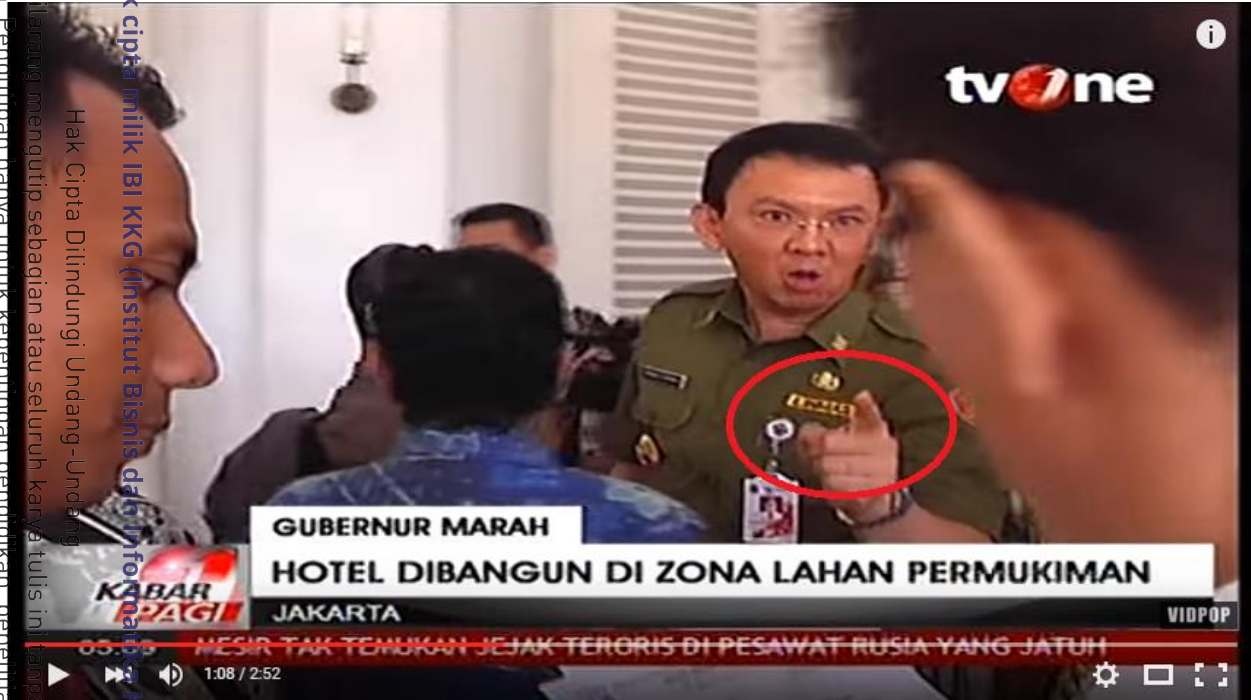 tvOne
GUBERNUR MARAH
HOTEL DIBANGUN DI ZONA LAHAN PERMUKIMAN
KABAR
PAGI
JAKARTA
VIDPOP
MESIR TAK TEMUKAN JEJAK TERORIS DI PESAWAT RUSIA YANG JATUH
1:08 / 2:52
k cipta milik IBI KKG (Institut Bisnis dan Informatika
Hak Cipta Dilindungi Undang-Undang
ilarang mengutip sebagian atau seluruh karya tulis ini tanpa